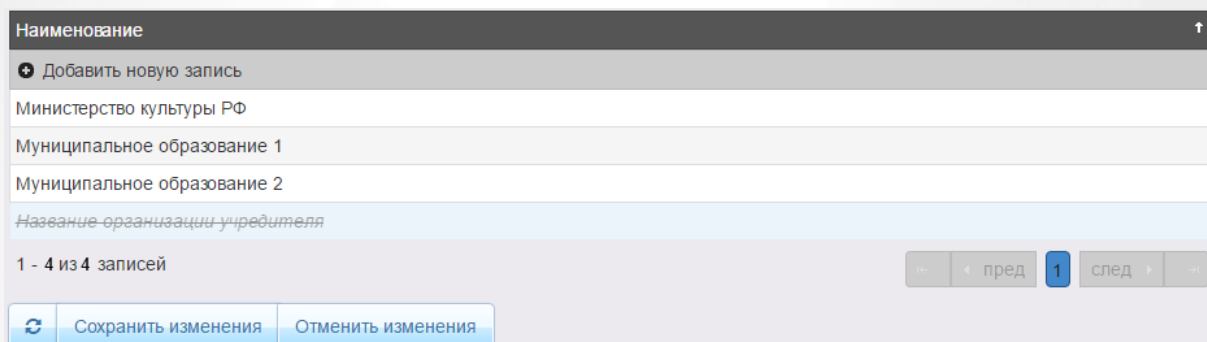 Наименование
Добавить новую запись
Министерство культуры РФ
Муниципальное образование 1
Муниципальное образование 2
Название организации учредителя
1 - 4 из 4 записей пред 1 след
Сохранить изменения Отменить изменения